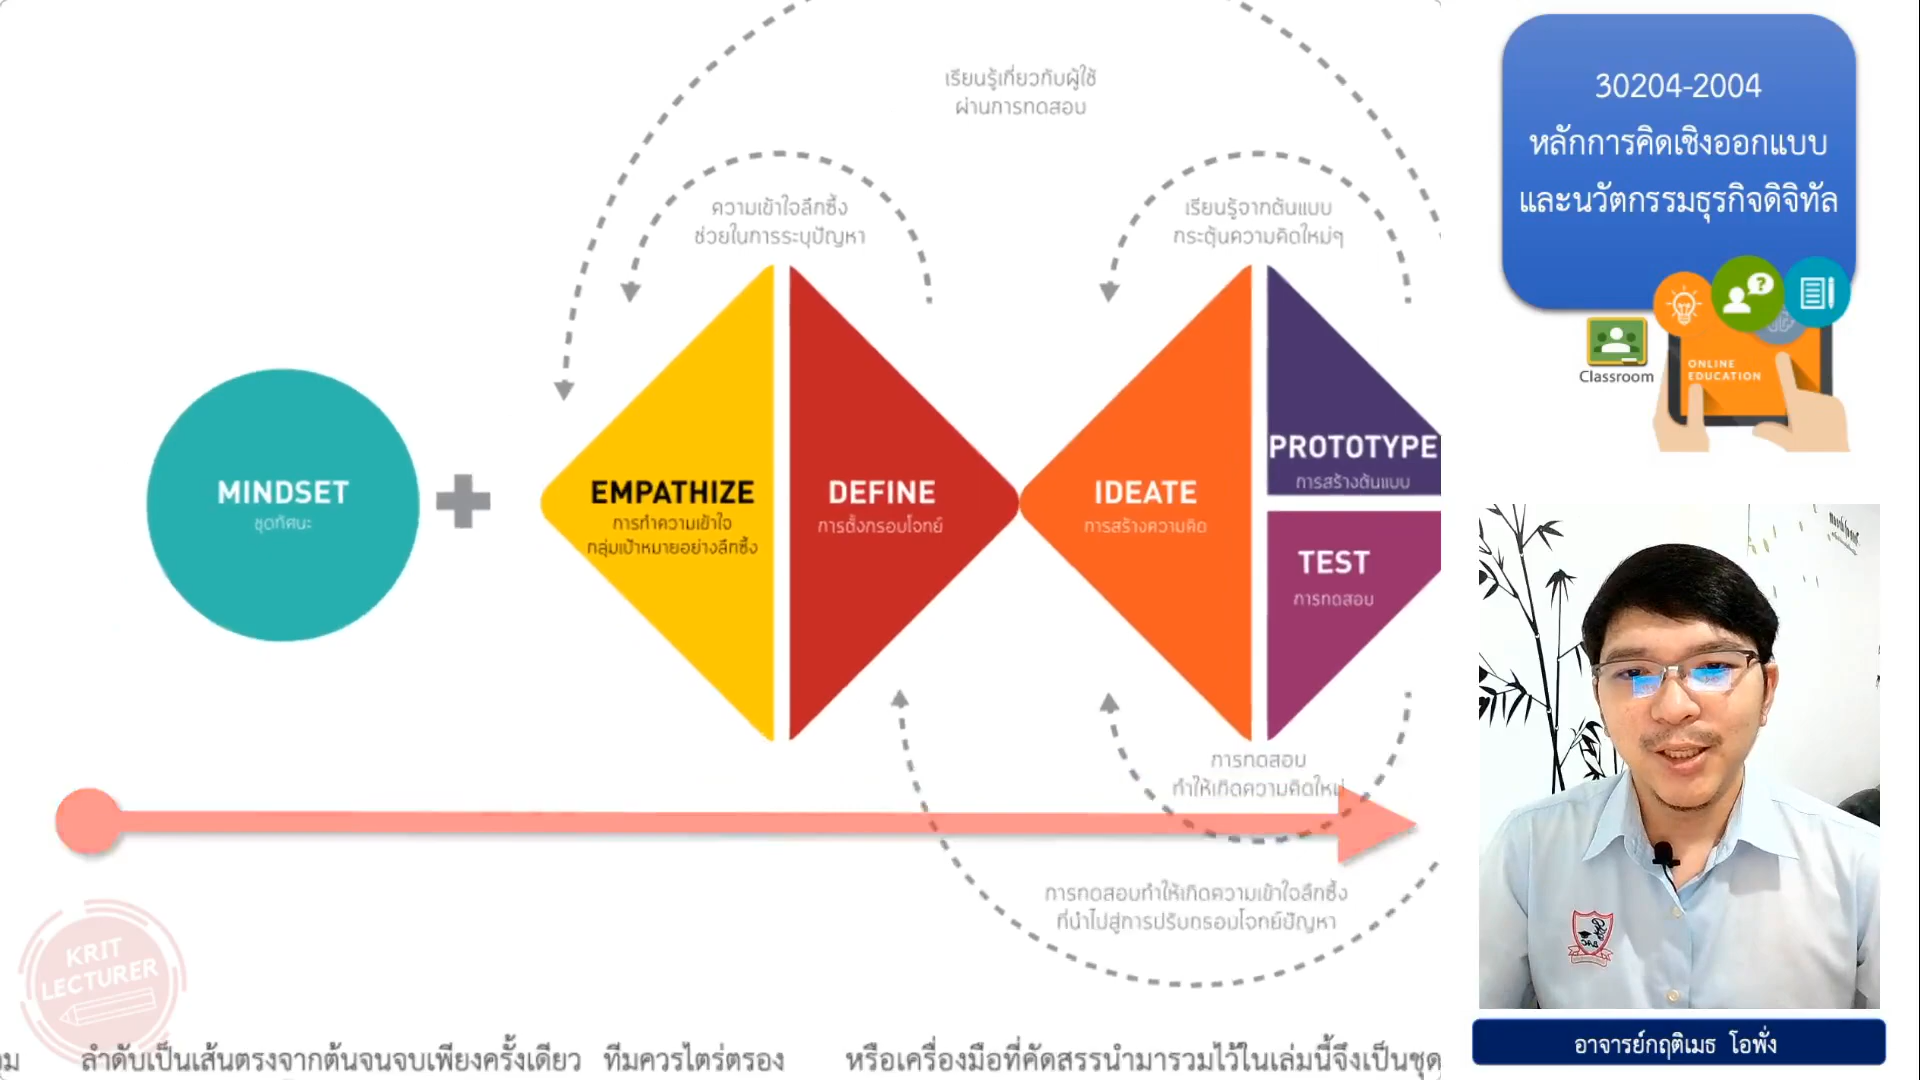 เรียนรู้เกี่ยวกับผู้ใช้
ผ่านการทดสอบ
ความเข้าใจลึกซึ้ง
ช่วยในการระบุปัญหา
เรียนรู้จากต้นแบบ
กระตุ้นความคิดใหม่ๆ
MINDSET
ชุดทัศนะ
EMPATHIZE
การทำความเข้าใจ
กลุ่มเป้าหมายอย่างลึกซึ้ง
DEFINE
การตั้งกรอบโจทย์
IDEATE
การสร้างความคิด
PROTOTYPE
การสร้างต้นแบบ
TEST
การทดสอบ
การทดสอบ
ทำให้เกิดความคิดใหม่
การทดสอบทำให้เกิดความเข้าใจลึกซึ้ง
ที่นำไปสู่การปรับกรอบโจทย์ปัญหา
KRIT
LECTURER
ลำดับเป็นเส้นตรงจากต้นจนจบเพียงครั้งเดียว ทีมควรไตร่ตรอง หรือเครื่องมือที่คัดสรรนำมารวมไว้ในเล่มนี้จึงเป็นชุด
30204-2004
หลักการคิดเชิงออกแบบ
และนวัตกรรมธุรกิจดิจิทัล
Classroom
ONLINE
EDUCATION
อาจารย์กฤติเมธ โอพั่ง